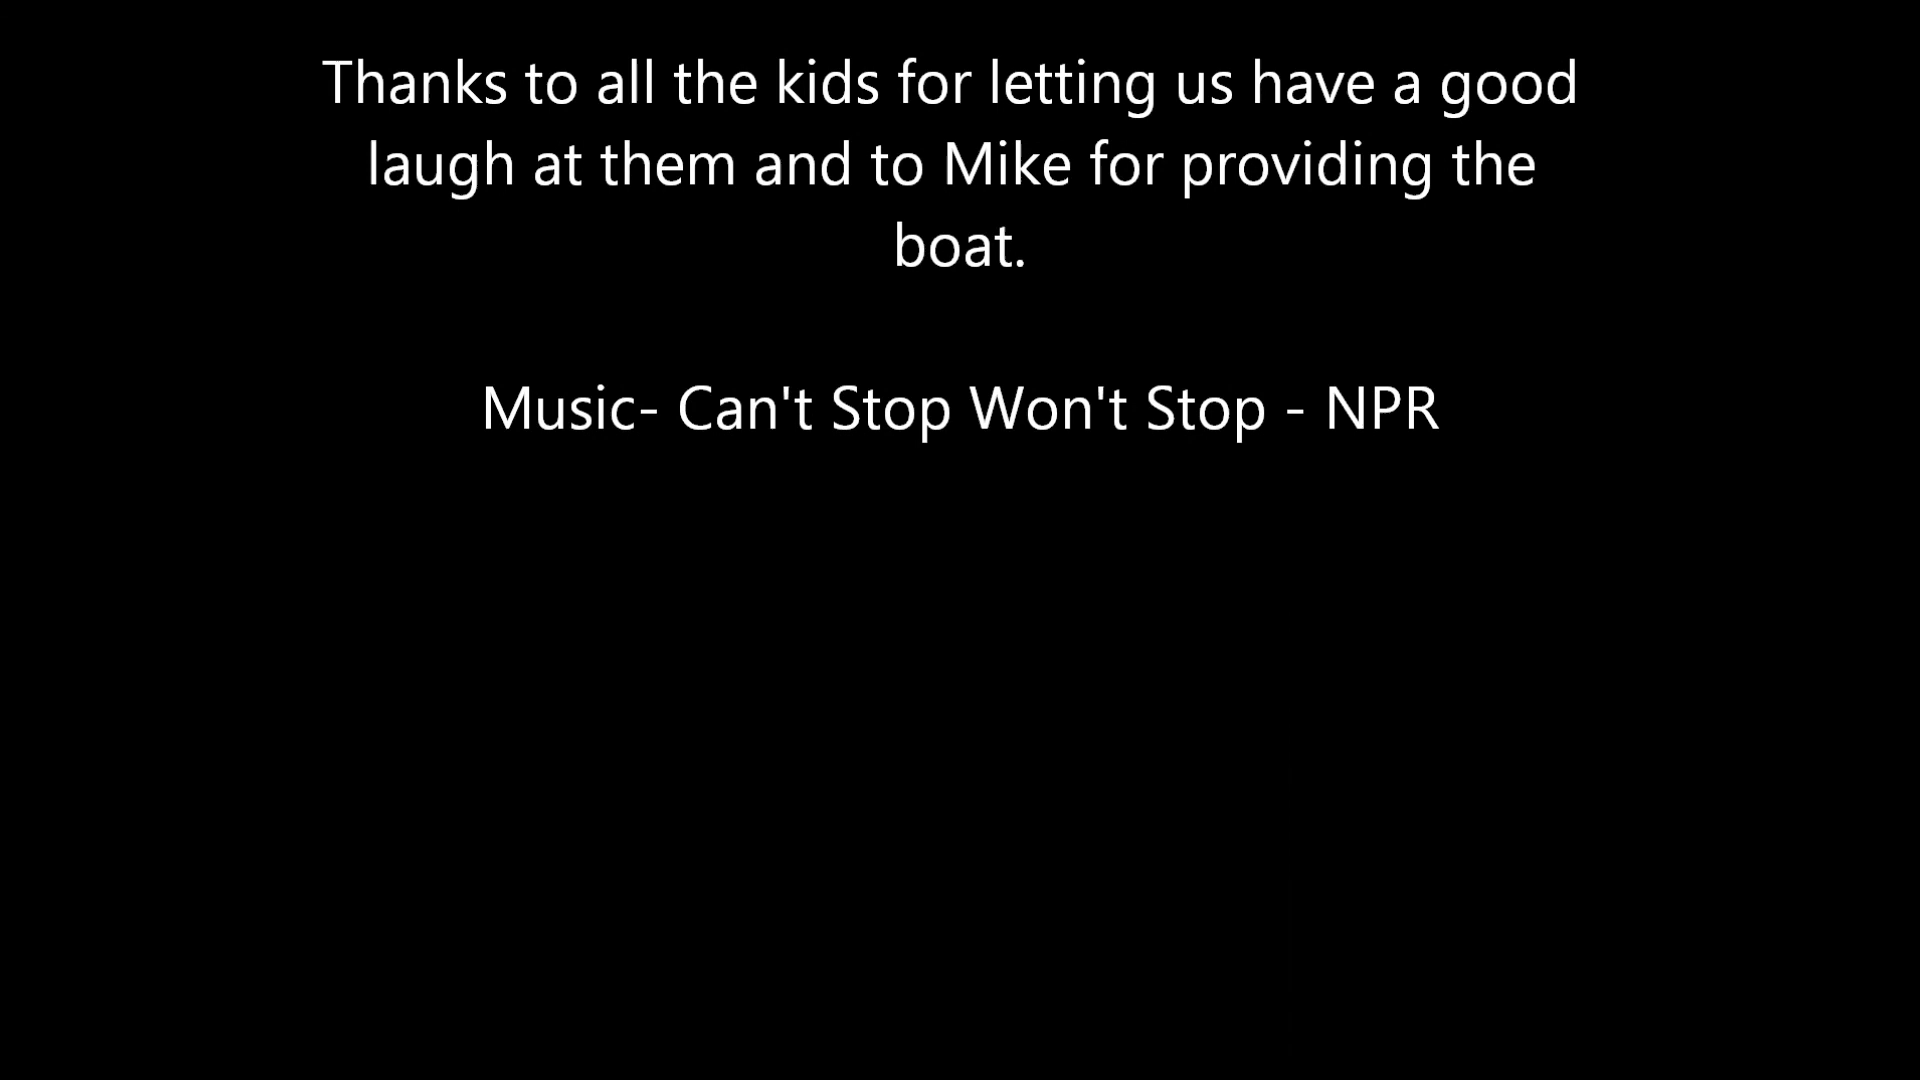 Thanks to all the kids for letting us have a good
laugh at them and to Mike for providing the
boat.
Music- Can't Stop Won't Stop - NPR